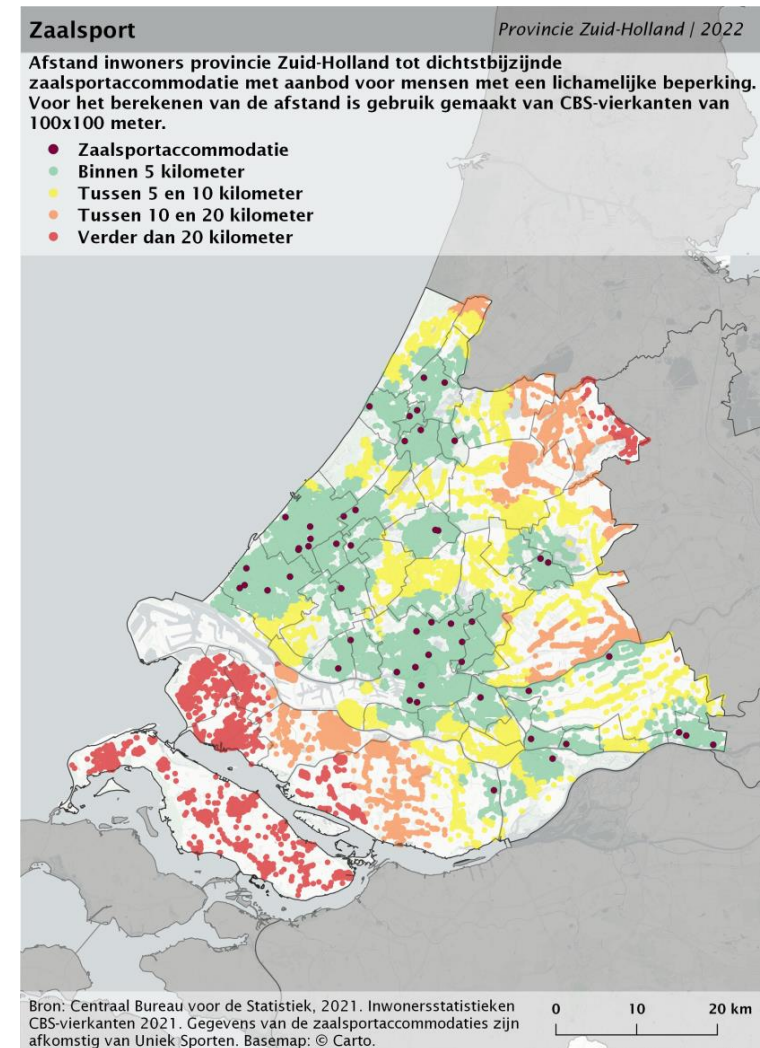 Zaalsport
Provincie Zuid-Holland | 2022
Afstand inwoners provincie Zuid-Holland tot dichtstbijzijnde
zaalsportaccommodatie met aanbod voor mensen met een lichamelijke beperking.
Voor het berekenen van de afstand is gebruik gemaakt van CBS-vierkanten van
100x100 meter.
Zaalsportaccommodatie
Binnen 5 kilometer
Tussen 5 en 10 kilometer
Tussen 10 en 20 kilometer
Verder dan 20 kilometer
Bron: Centraal Bureau voor de Statistiek, 2021. Inwonersstatistieken
CBS-vierkanten 2021. Gegevens van de zaalsportaccommodaties zijn
afkomstig van Uniek Sporten. Basemap: © Carto.
0 10 20 km